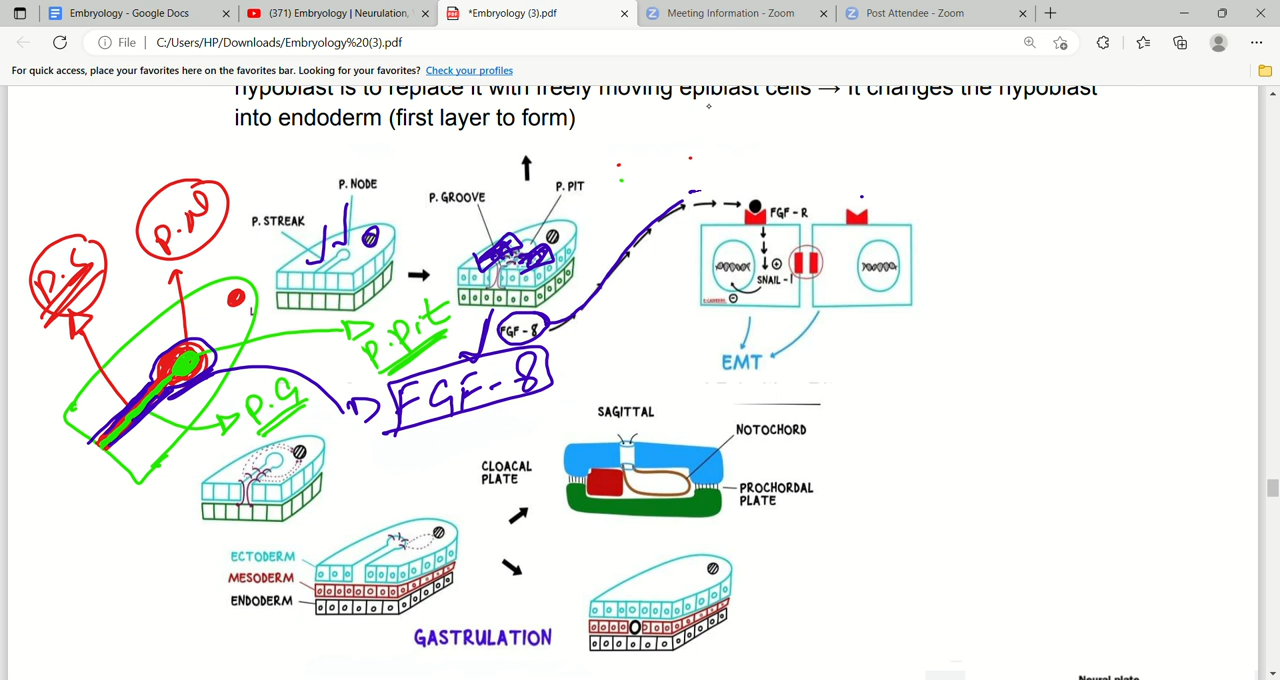 Embryology - Google Docs
(371) Embryology | Neurulation,
*Embryology (3).pdf
Meeting Information - Zoom
Post Attendee - Zoom
File
C:/Users/HP/Downloads/Embryology%20(3).pdf
For quick access, place your favorites here on the favorites bar. Looking for your favorites? Check your profiles
hypoblast is to replace it with freely moving epiblast cells → It changes the hypoblast
into endoderm (first layer to form)
P. NODE
P. STREAK
P. GROOVE
P. PIT
FGF - R
SNAIL - 1
FGF - 8
EMT
P.N
P.S
P.Pit
P.G
FGF-8
SAGITTAL
NOTOCHORD
CLOACAL
PLATE
PROCHORDAL
PLATE
ECTODERM
MESODERM
ENDODERM
GASTRULATION
Neural plate